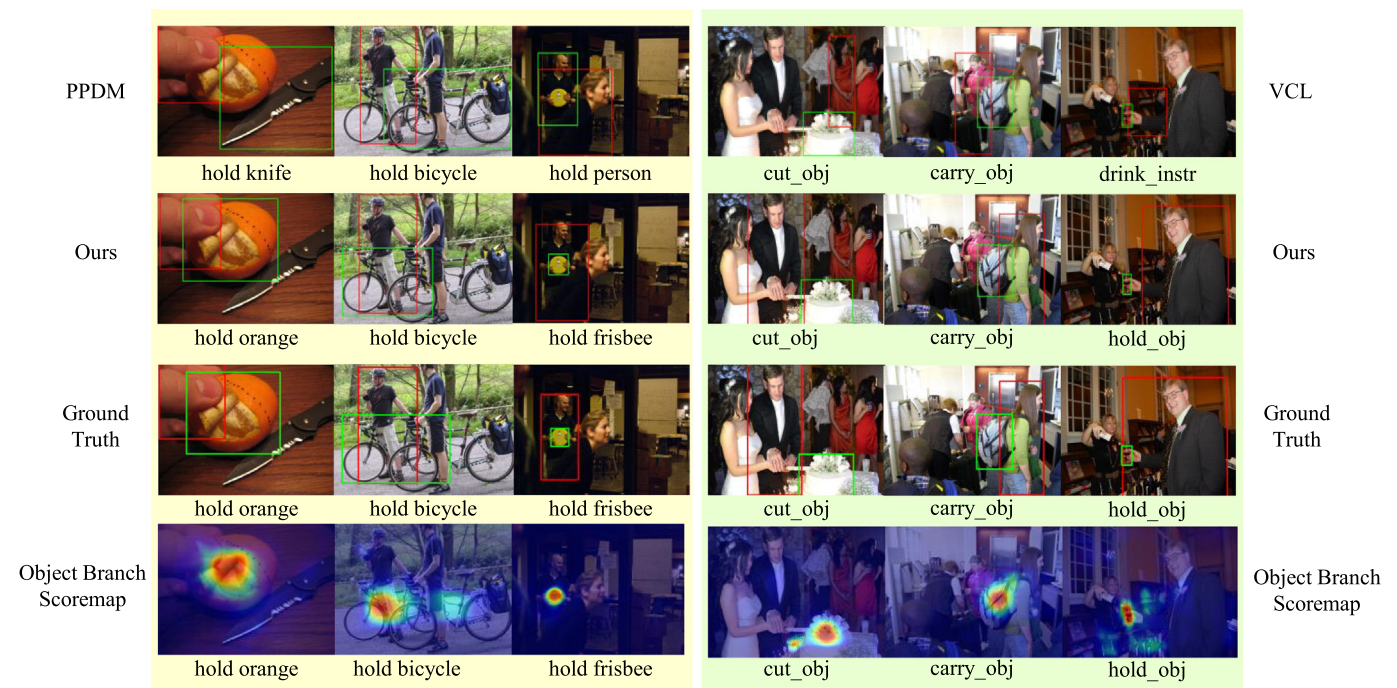 PPDM
hold knife
hold bicycle
hold person
cut_obj
carry_obj
drink_instr
VCL
Ours
hold orange
hold bicycle
hold frisbee
cut_obj
carry_obj
hold_obj
Ours
Ground
Truth
hold orange
hold bicycle
hold frisbee
cut_obj
carry_obj
hold_obj
Ground
Truth
Object Branch
Scoremap
hold orange
hold bicycle
hold frisbee
cut_obj
carry_obj
hold_obj
Object Branch
Scoremap